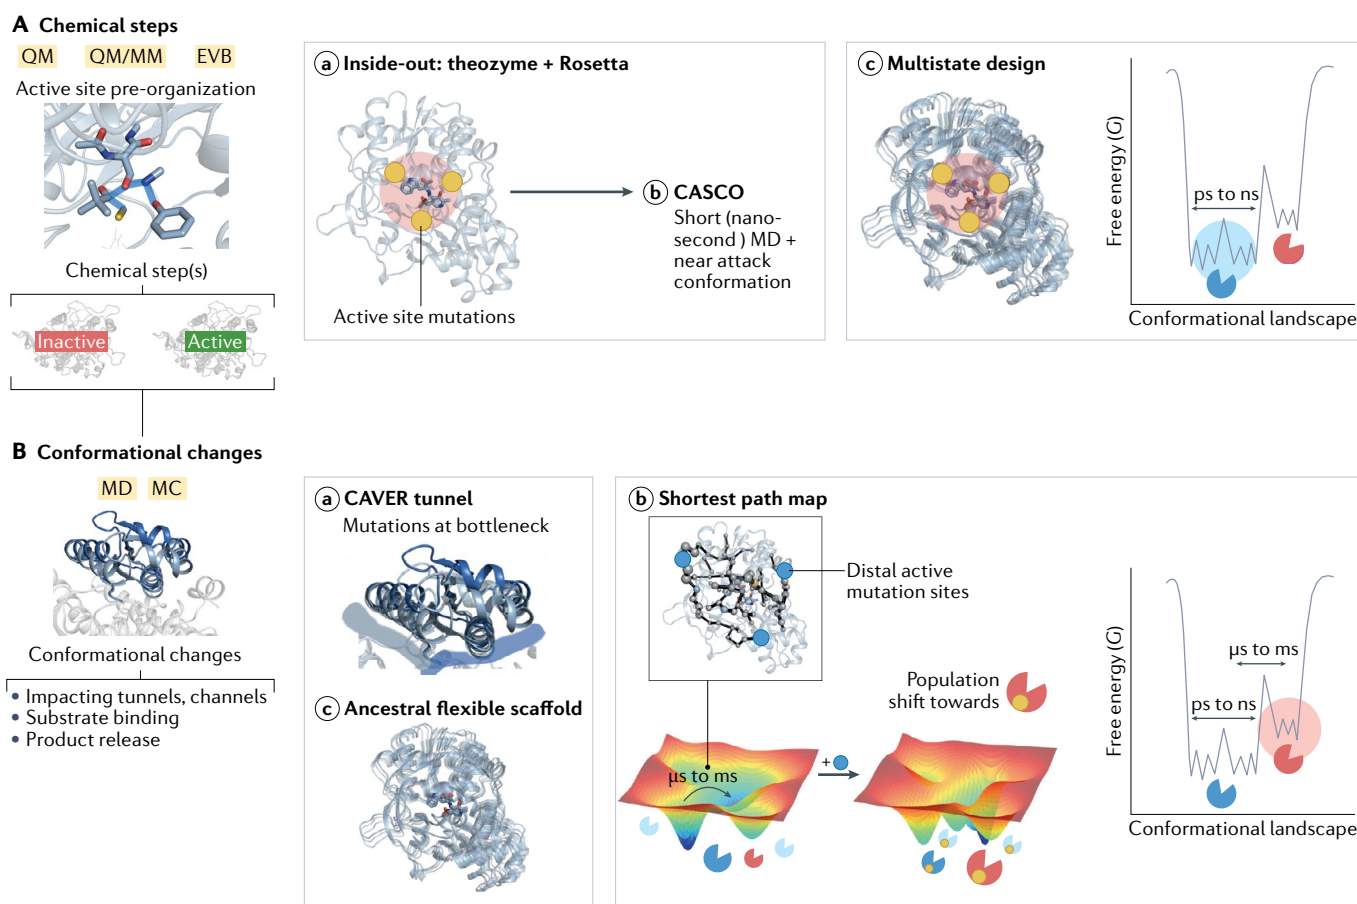 A Chemical steps
QM QM/MM EVB
Active site pre-organization
Chemical step(s)
Inactive Active
a Inside-out: theozyme + Rosetta
Active site mutations
b CASCO
Short (nano-
second ) MD +
near attack
conformation
c Multistate design
Free energy (G)
ps to ns
Conformational landscape
B Conformational changes
MD MC
Conformational changes
• Impacting tunnels, channels
• Substrate binding
• Product release
a CAVER tunnel
Mutations at bottleneck
c Ancestral flexible scaffold
b Shortest path map
Distal active
mutation sites
Population
shift towards
µs to ms
+
Free energy (G)
µs to ms
ps to ns
Conformational landscape